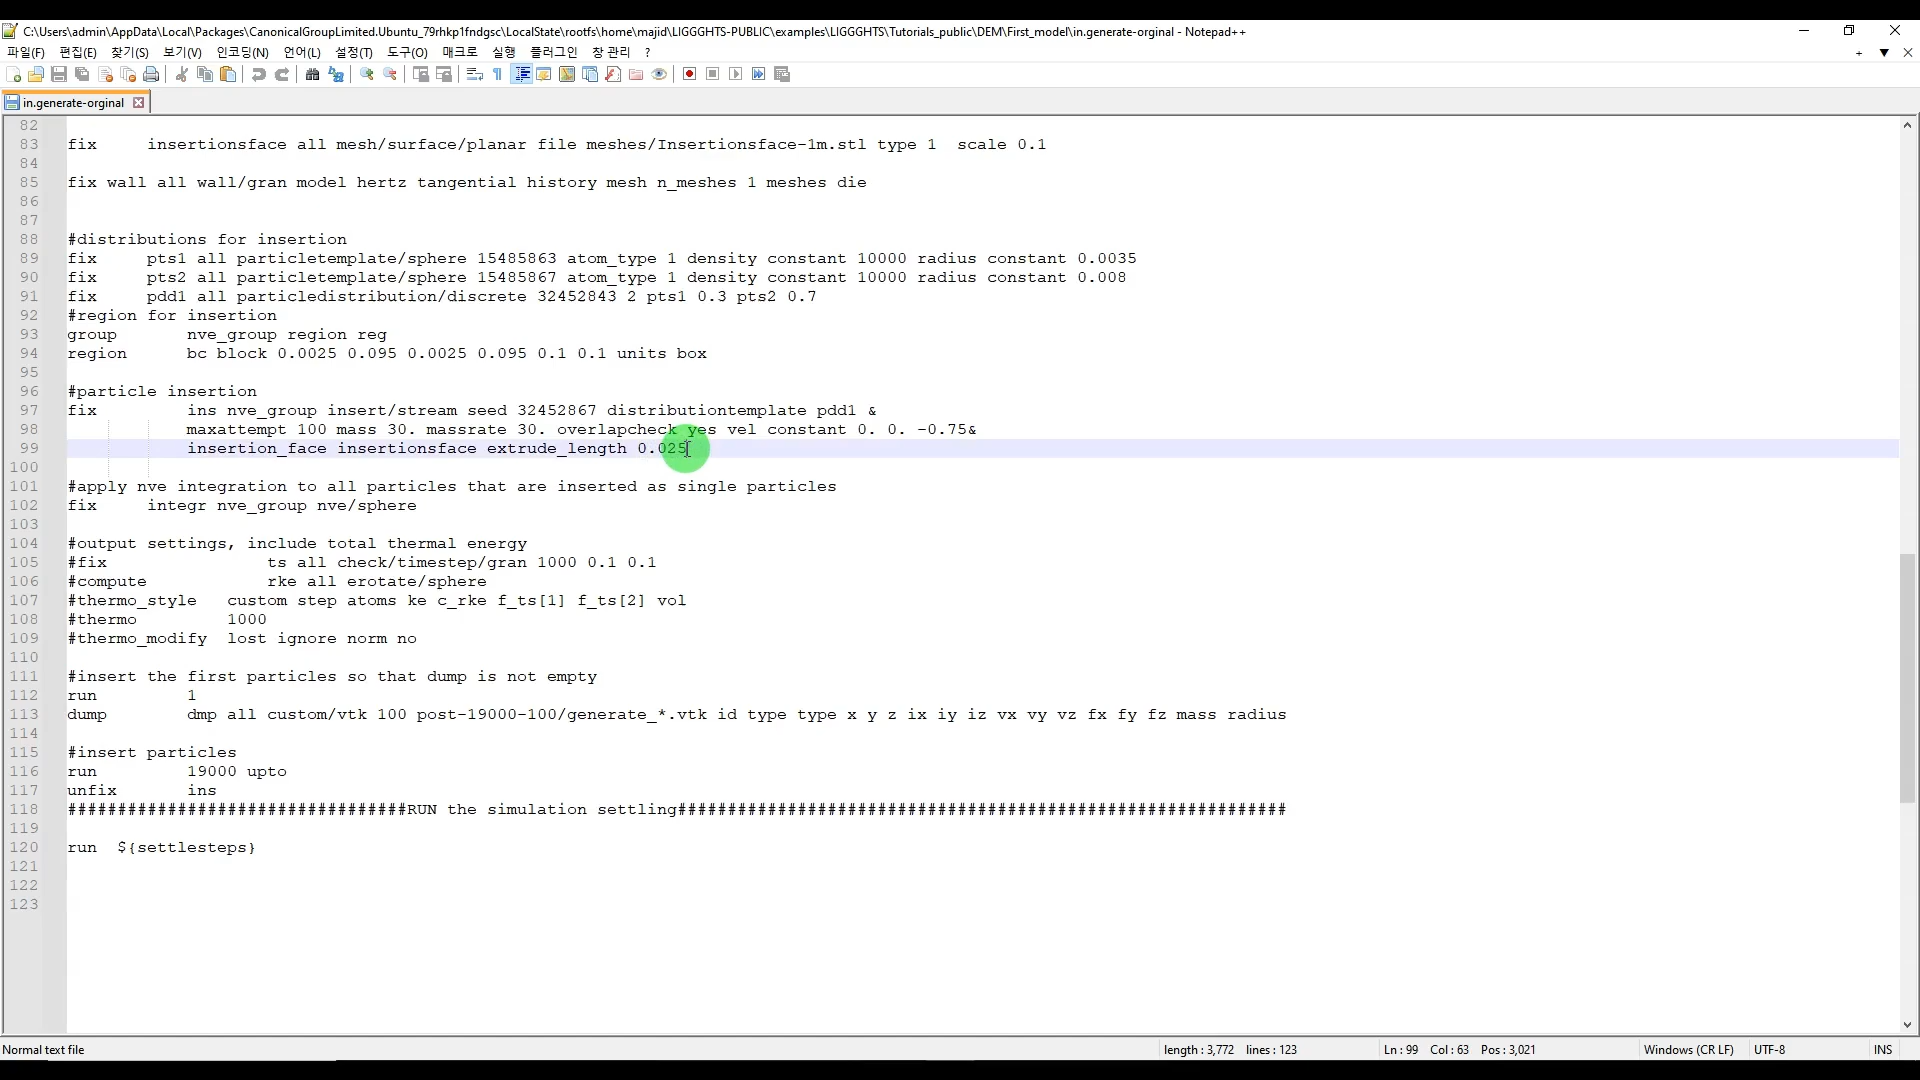 C:\Users\admin\AppData\Local\Packages\CanonicalGroupLimited.Ubuntu_79rhkp1fndgsc\LocalState\rootfs\home\majid\LIGGGHTS-PUBLIC\examples\LIGGGHTS\Tutorials_public\DEM\First_model\in.generate-orginal - Notepad++
파일(F) 편집(E) 찾기(S) 보기(V) 인코딩(N) 언어(L) 설정(T) 도구(O) 매크로 실행 플러그인 창 관리 ?
in.generate-orginal
82
83 fix insertionsface all mesh/surface/planar file meshes/Insertionsface-1m.stl type 1 scale 0.1
84
85 fix wall all wall/gran model hertz tangential history mesh n_meshes 1 meshes die
86
87
88 #distributions for insertion
89 fix pts1 all particletemplate/sphere 15485863 atom_type 1 density constant 10000 radius constant 0.0035
90 fix pts2 all particletemplate/sphere 15485867 atom_type 1 density constant 10000 radius constant 0.008
91 fix pdd1 all particledistribution/discrete 32452843 2 pts1 0.3 pts2 0.7
92 #region for insertion
93 group nve_group region reg
94 region bc block 0.0025 0.095 0.0025 0.095 0.1 0.1 units box
95
96 #particle insertion
97 fix ins nve_group insert/stream seed 32452867 distributiontemplate pdd1 &
98 maxattempt 100 mass 30. massrate 30. overlapcheck yes vel constant 0. 0. -0.75&
99 insertion_face insertionsface extrude_length 0.025
100
101 #apply nve integration to all particles that are inserted as single particles
102 fix integr nve_group nve/sphere
103
104 #output settings, include total thermal energy
105 #fix ts all check/timestep/gran 1000 0.1 0.1
106 #compute rke all erotate/sphere
107 #thermo_style custom step atoms ke c_rke f_ts[1] f_ts[2] vol
108 #thermo 1000
109 #thermo_modify lost ignore norm no
110
111 #insert the first particles so that dump is not empty
112 run 1
113 dump dmp all custom/vtk 100 post-19000-100/generate_*.vtk id type type x y z ix iy iz vx vy vz fx fy fz mass radius
114
115 #insert particles
116 run 19000 upto
117 unfix ins
118 ##################################RUN the simulation settling#############################################################
119
120 run ${settlesteps}
121
122
123
Normal text file length : 3,772 lines : 123 Ln : 99 Col : 63 Pos : 3,021 Windows (CR LF) UTF-8 INS